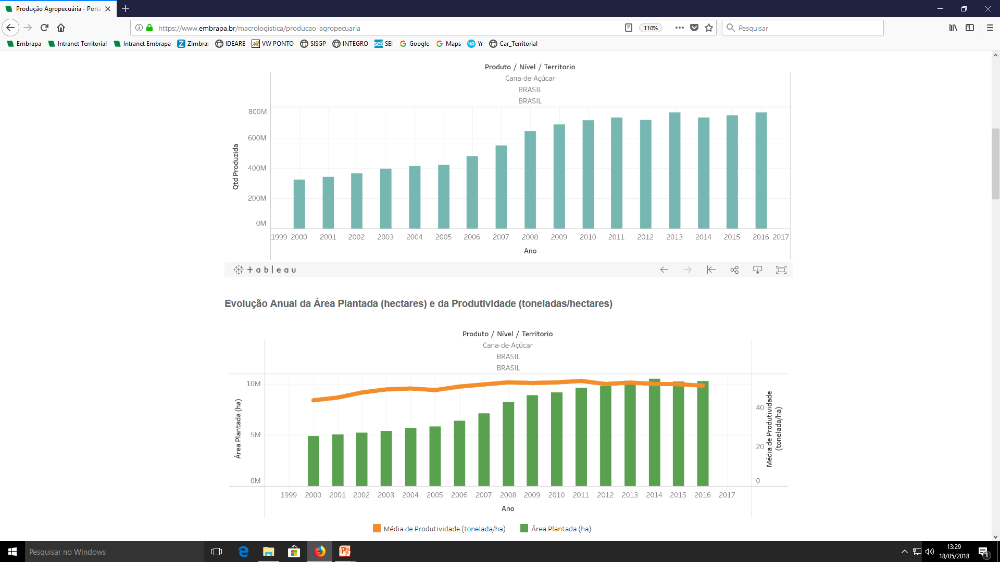 Produção Agropecuária - Porta
https://www.embrapa.br/macrologistica/producao-agropecuaria
110%
Pesquisar
Embrapa
Intranet Territorial
Intranet Embrapa
Zimbra:
IDEARE
VW PONTO
SISGP
INTEGRO
SEI
Google
Maps
Yr
Car_Territorial
Produto / Nível / Territorio
Cana-de-Açúcar
BRASIL
BRASIL
Qtd Produzida
800M
600M
400M
200M
0M
1999 2000 2001 2002 2003 2004 2005 2006 2007 2008 2009 2010 2011 2012 2013 2014 2015 2016 2017
Ano
+ableau
Evolução Anual da Área Plantada (hectares) e da Produtividade (toneladas/hectares)
Produto / Nível / Territorio
Cana-de-Açúcar
BRASIL
BRASIL
Área Plantada (ha)
10M
5M
0M
40
20
0
Média de Produtividade
(tonelada/ha)
1999 2000 2001 2002 2003 2004 2005 2006 2007 2008 2009 2010 2011 2012 2013 2014 2015 2016 2017
Ano
Média de Produtividade (tonelada/ha)
Área Plantada (ha)
Pesquisar no Windows
13:29
18/05/2018
1